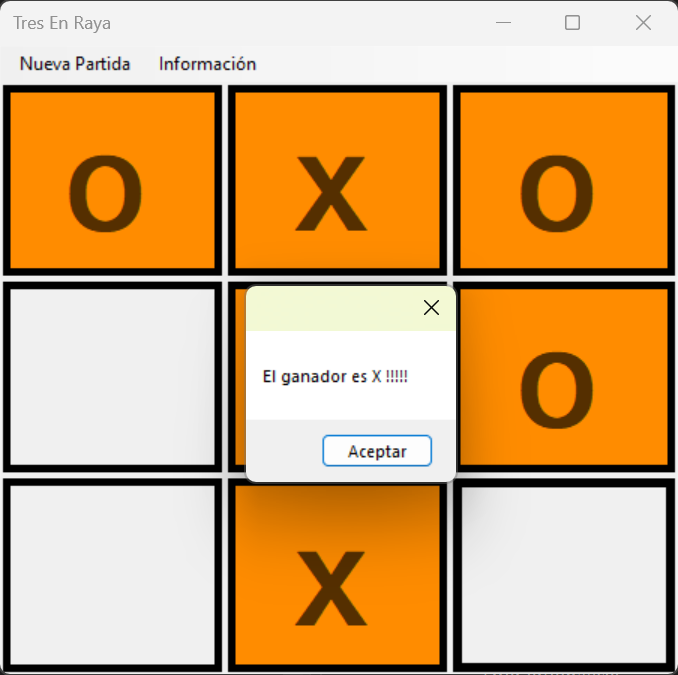 Tres En Raya
Nueva Partida Información
O X O
El ganador es X !!!!!
O
Aceptar
X